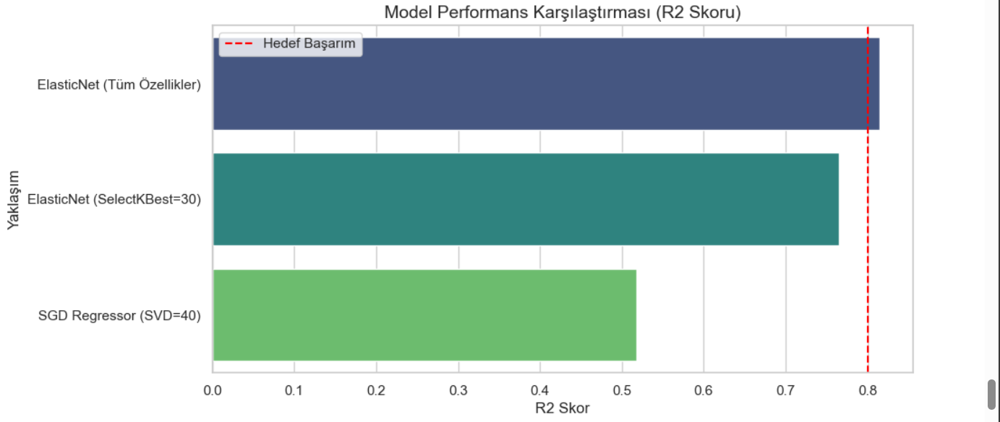 Model Performans Karşılaştırması (R2 Skoru)
Hedef Başarım
Yaklaşım
ElasticNet (Tüm Özellikler)
ElasticNet (SelectKBest=30)
SGD Regressor (SVD=40)
0.0 0.1 0.2 0.3 0.4 0.5 0.6 0.7 0.8
R2 Skor